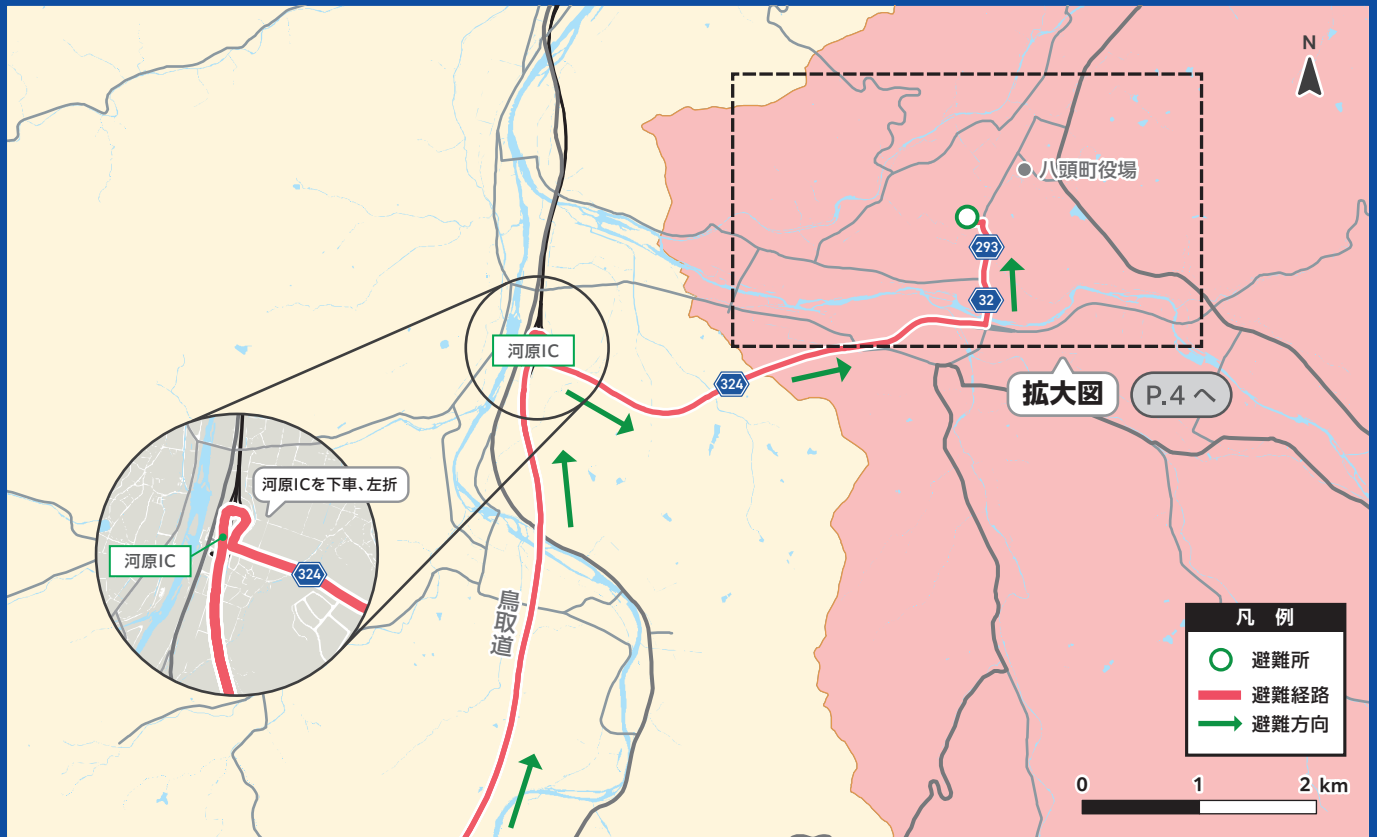 N
八頭町役場
293
32
河原IC
324
拡大図
P.4 へ
河原ICを下車、左折
河原IC
324
鳥取道
凡 例
避難所
避難経路
避難方向
0 1 2 km